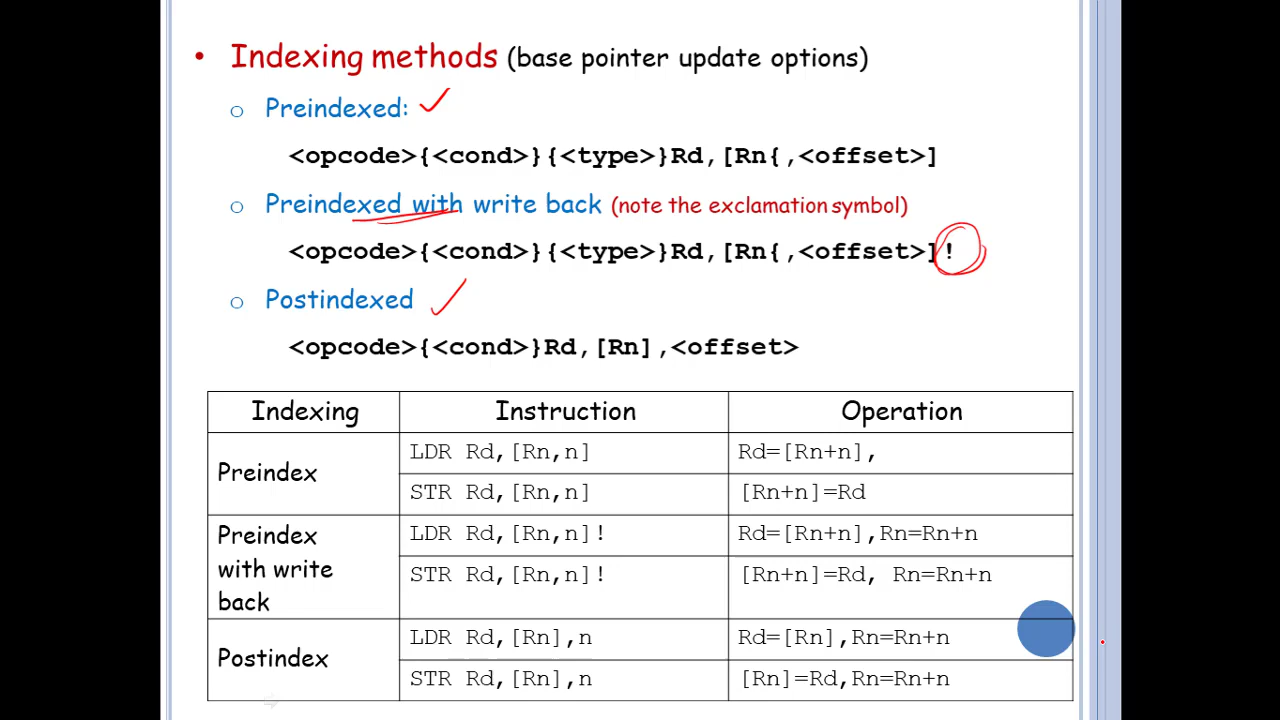 • Indexing methods (base pointer update options)
o Preindexed:
<opcode>{<cond>}{<type>}Rd,[Rn{,<offset>]
o Preindexed with write back (note the exclamation symbol)
<opcode>{<cond>}{<type>}Rd,[Rn{,<offset>]!
o Postindexed
<opcode>{<cond>}Rd,[Rn],<offset>
Indexing Instruction Operation
Preindex LDR Rd,[Rn,n] Rd=[Rn+n],
STR Rd,[Rn,n] [Rn+n]=Rd
Preindex with write back LDR Rd,[Rn,n]! Rd=[Rn+n],Rn=Rn+n
STR Rd,[Rn,n]! [Rn+n]=Rd, Rn=Rn+n
Postindex LDR Rd,[Rn],n Rd=[Rn],Rn=Rn+n
STR Rd,[Rn],n [Rn]=Rd,Rn=Rn+n